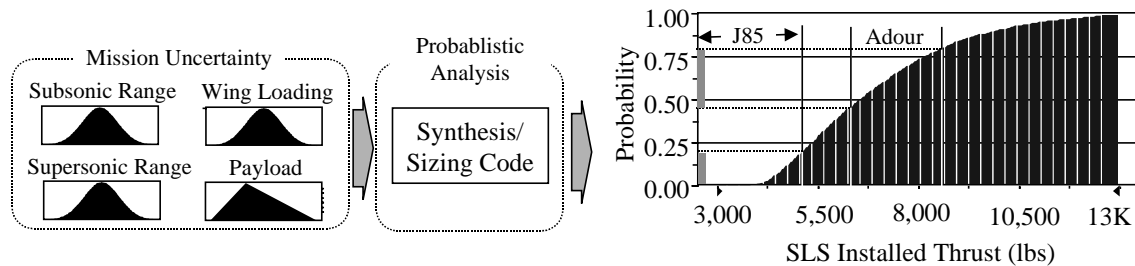 Mission Uncertainty
Subsonic Range
Wing Loading
Supersonic Range
Payload
Probablistic
Analysis
Synthesis/
Sizing Code
Probability
1.00
0.75
0.50
0.25
0.00
J85
Adour
3,000
5,500
8,000
10,500
13K
SLS Installed Thrust (lbs)